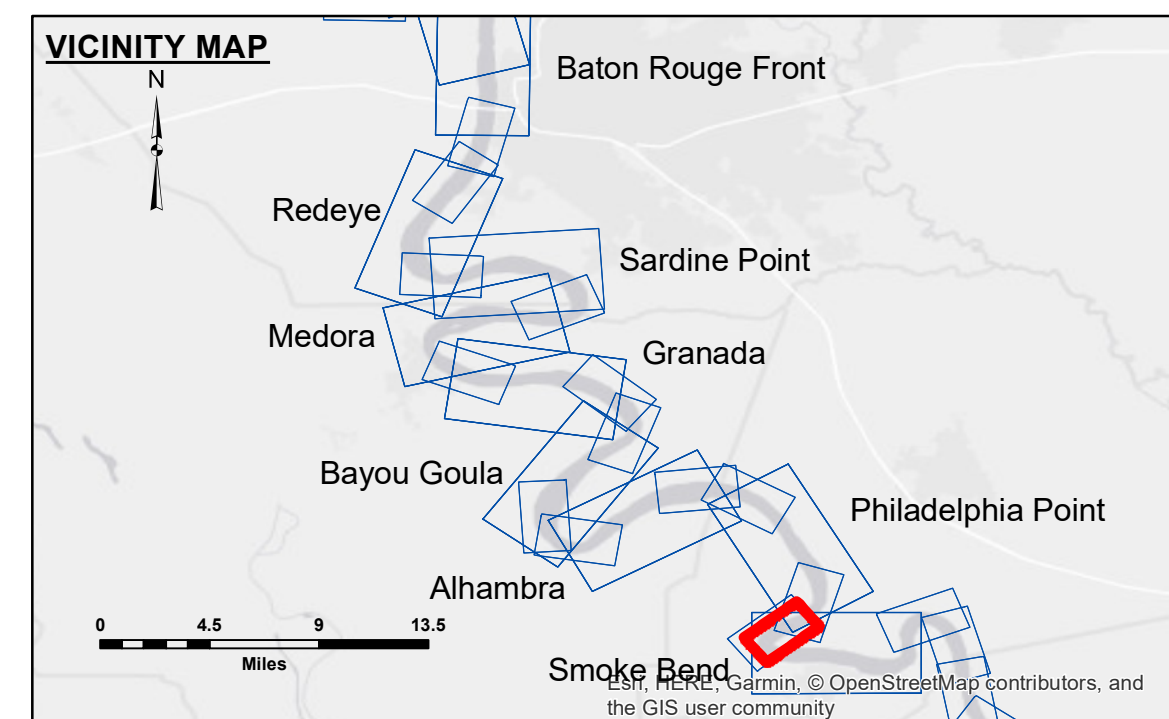 VICINITY MAP
N
Baton Rouge Front
Redeye
Sardine Point
Medora
Granada
Bayou Goula
Philadelphia Point
Alhambra
0 4.5 9 13.5
Miles
Smoke Bend
Esri, HERE, Garmin, © OpenStreetMap contributors, and
the GIS user community